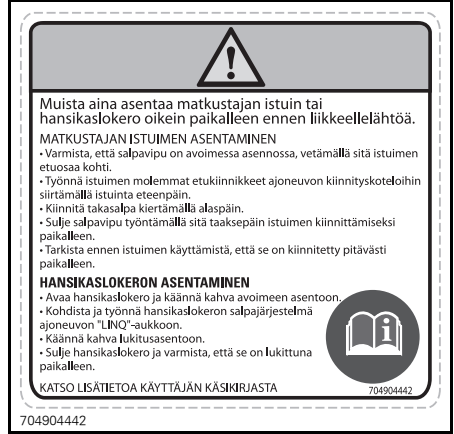 Muista aina asentaa matkustajan istuin tai
hansikaslokero oikein paikalleen ennen liikkeellelähtöä.
MATKUSTAJAN ISTUIMEN ASENTAMINEN
• Varmista, että salpavipu on avoimessa asennossa, vetämällä sitä istuimen
etuosaa kohti.
• Työnnä istuimen molemmat etukiinnikkeet ajoneuvon kiinnityskoteloihin
siirtämällä istuinta eteenpäin.
• Kiinnitä takasalpa kiertämällä alaspäin.
• Sulje salpavipu työntämällä sitä taaksepäin istuimen kiinnittämiseksi
paikalleen.
• Tarkista ennen istuimen käyttämistä, että se on kiinnitetty pitävästi
paikalleen.
HANSIKASLOKERON ASENTAMINEN
• Avaa hansikaslokero ja käännä kahva avoimeen asentoon.
• Kohdista ja työnnä hansikaslokeron salpajärjestelmä
ajoneuvon "LINQ"-aukkoon.
• Käännä kahva lukitusasentoon.
• Sulje hansikaslokero ja varmista, että se on lukittuna
paikalleen.
KATSO LISÄTIETOA KÄYTTÄJÄN KÄSIKIRJASTA
704904442
704904442